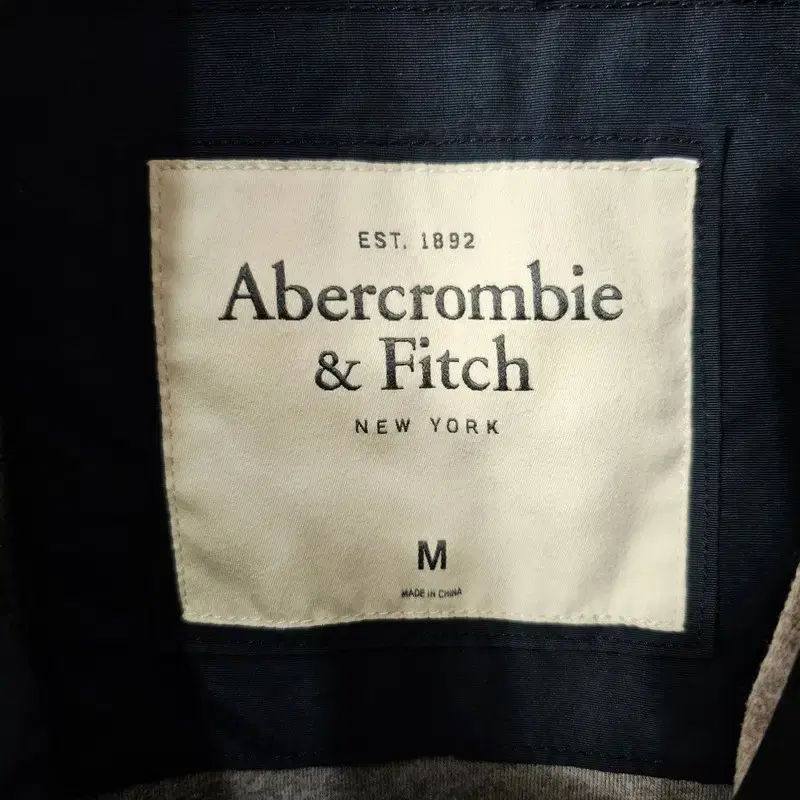 EST. 1892
Abercrombie
& Fitch
NEW YORK
M
MADE IN CHINA